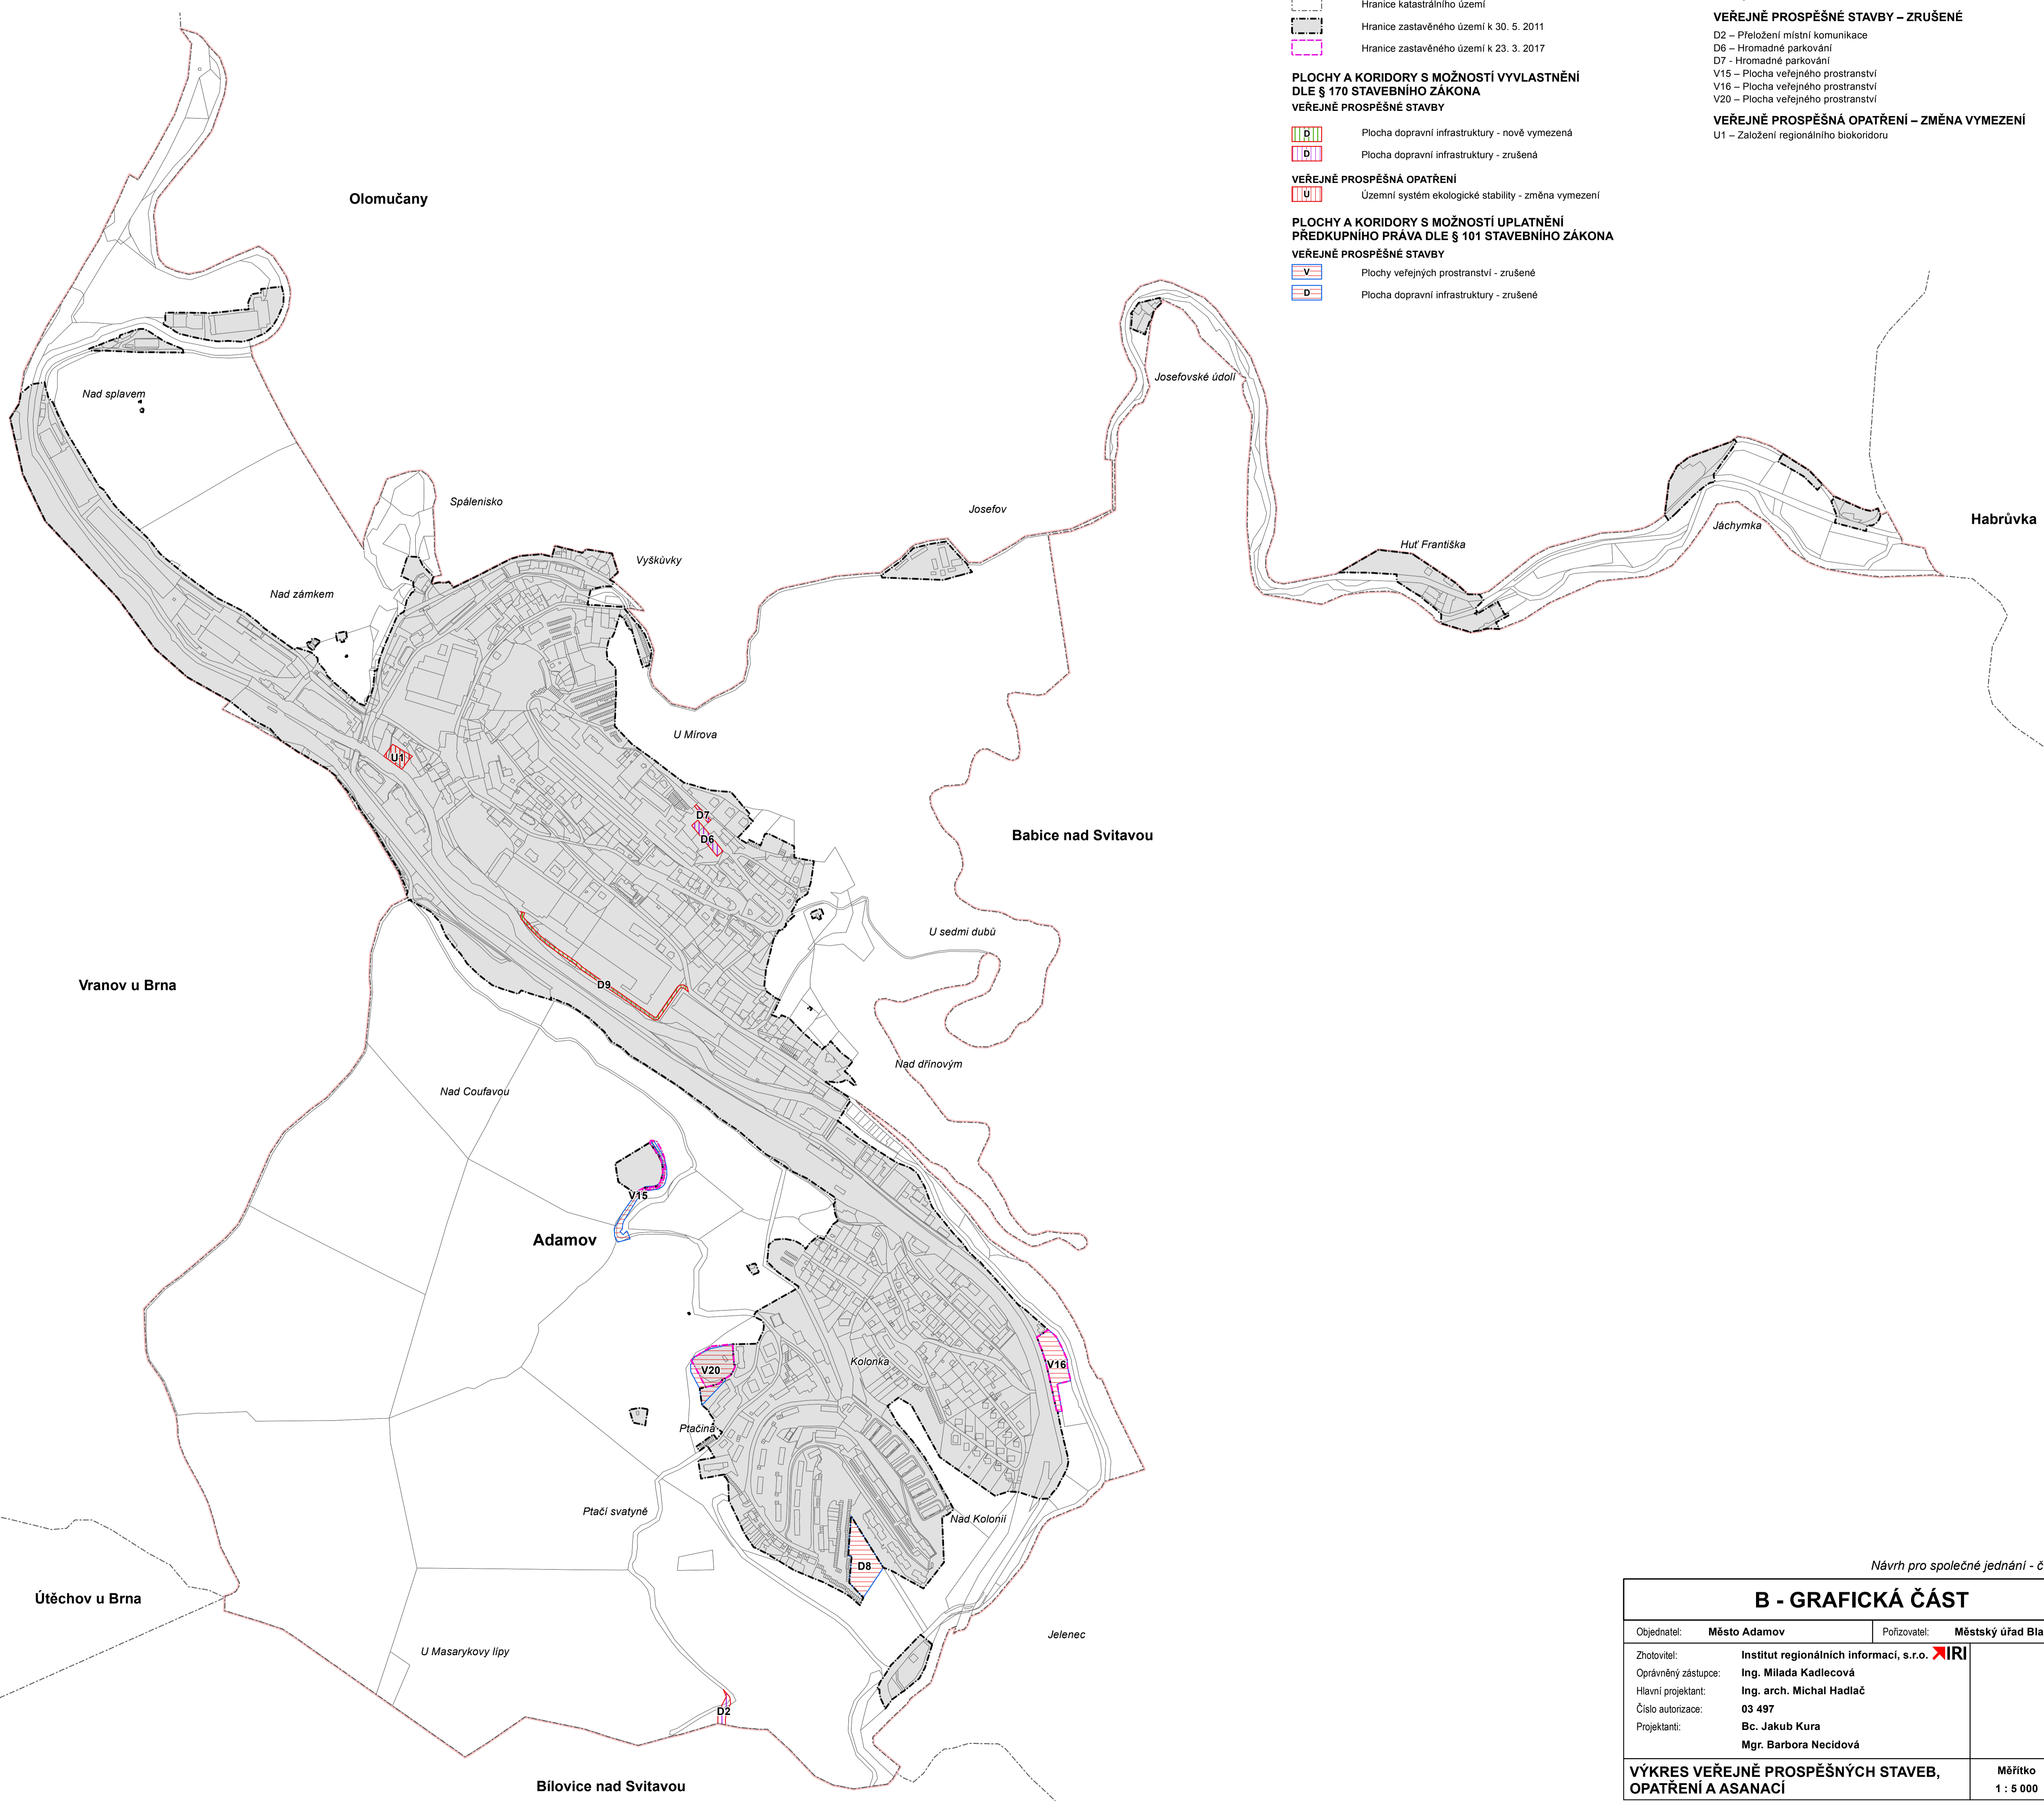 Hranice katastrálního území
Hranice zastavěného území k 30. 5. 2011
Hranice zastavěného území k 23. 3. 2017
PLOCHY A KORIDORY S MOŽNOSTÍ VYVLASTNĚNÍ
DLE § 170 STAVEBNÍHO ZÁKONA
VEŘEJNĚ PROSPĚŠNÉ STAVBY
D Plocha dopravní infrastruktury - nově vymezená
D Plocha dopravní infrastruktury - zrušená
VEŘEJNĚ PROSPĚŠNÁ OPATŘENÍ
U Územní systém ekologické stability - změna vymezení
PLOCHY A KORIDORY S MOŽNOSTÍ UPLATNĚNÍ
PŘEDKUPNÍHO PRÁVA DLE § 101 STAVEBNÍHO ZÁKONA
VEŘEJNĚ PROSPĚŠNÉ STAVBY
V Plochy veřejných prostranství - zrušené
D Plocha dopravní infrastruktury - zrušené
VEŘEJNĚ PROSPĚŠNÉ STAVBY – ZRUŠENÉ
D2 – Přeložení místní komunikace
D6 – Hromadné parkování
D7 - Hromadné parkování
V15 – Plocha veřejného prostranství
V16 – Plocha veřejného prostranství
V20 – Plocha veřejného prostranství
VEŘEJNĚ PROSPĚŠNÁ OPATŘENÍ – ZMĚNA VYMEZENÍ
U1 – Založení regionálního biokoridoru
Olomučany
Josefovské údolí
Nad splavem
Spálenisko
Josefov
Habrůvka
Jáchymka
Huť Františka
Vyškůvky
Nad zámkem
U Mírova
U1
D7
D6
Babice nad Svitavou
U sedmi dubů
Vranov u Brna
D9
Nad dřínovým
Nad Coufavou
V15
Adamov
Kolonka
V16
V20
Ptačina
Ptačí svatyně
Nad Kolonií
D8
Útěchov u Brna
Jelenec
U Masarykovy lípy
D2
Bílovice nad Svitavou
Návrh pro společné jednání - č
B - GRAFICKÁ ČÁST
Objednatel: Město Adamov Pořizovatel: Městský úřad Bla
Zhotovitel: Institut regionálních informací, s.r.o. IRI
Oprávněný zástupce: Ing. Milada Kadlecová
Hlavní projektant: Ing. arch. Michal Hadlač
Číslo autorizace: 03 497
Projektanti: Bc. Jakub Kura
Mgr. Barbora Necidová
VÝKRES VEŘEJNĚ PROSPĚŠNÝCH STAVEB,
OPATŘENÍ A ASANACÍ
Měřítko
1 : 5 000